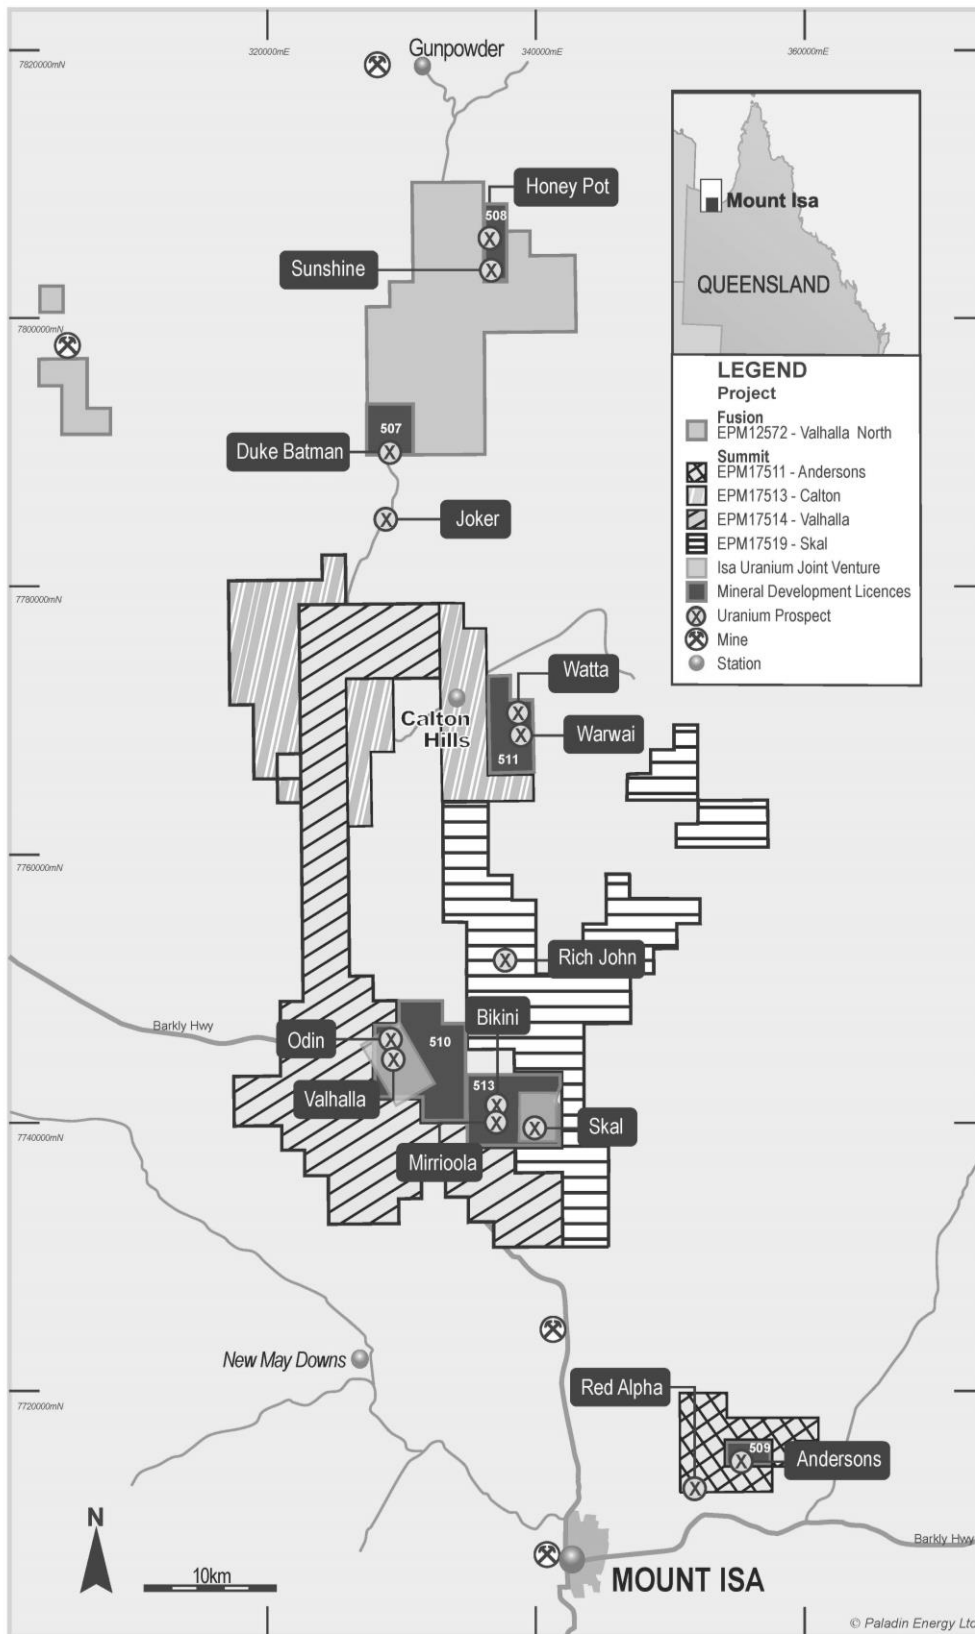 320000mE
340000mE
360000mE
7820000mN
Gunpowder
Honey Pot
508
Sunshine
Mount Isa
QUEENSLAND
7800000mN
LEGEND
Project
Fusion
EPM12572 - Valhalla North
Summit
EPM17511 - Andersons
EPM17513 - Calton
EPM17514 - Valhalla
EPM17519 - Skal
Isa Uranium Joint Venture
Mineral Development Licences
Uranium Prospect
Mine
Station
507
Duke Batman
Joker
7780000mN
Watta
Calton
Hills
Warwai
511
7760000mN
Rich John
Bikini
Barkly Hwy
Odin
510
Valhalla
513
Skal
7740000mN
Mirrioola
New May Downs
Red Alpha
7720000mN
509
Andersons
N
10km
MOUNT ISA
Barkly Hwy
© Paladin Energy Ltd